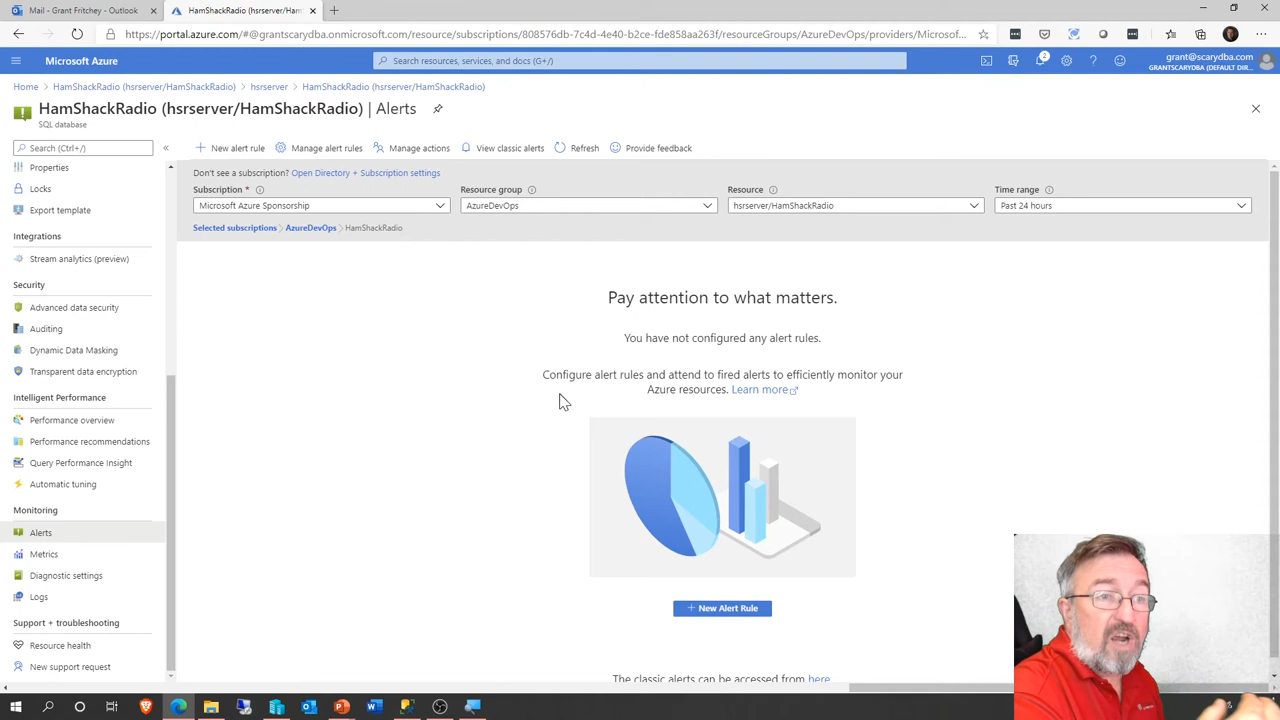 Mail - Grant Fritchey - Outlook
HamShackRadio (hsrserver/Ham
https://portal.azure.com/#@grantscarydba.onmicrosoft.com/resource/subscriptions/808576db-7c4d-4e40-b2ce-fde858aa263f/resourceGroups/AzureDevOps/providers/Microsof...
Microsoft Azure
Search resources, services, and docs (G+/)
2
grant@scarydba.com
GRANTSCARYDBA (DEFAULT DIR...
Home > HamShackRadio (hsrserver/HamShackRadio) > hsrserver > HamShackRadio (hsrserver/HamShackRadio)
HamShackRadio (hsrserver/HamShackRadio) | Alerts
SQL database
Search (Ctrl+/)
«
Properties
Locks
Export template
Integrations
Stream analytics (preview)
Security
Advanced data security
Auditing
Dynamic Data Masking
Transparent data encryption
Intelligent Performance
Performance overview
Performance recommendations
Query Performance Insight
Automatic tuning
Monitoring
Alerts
Metrics
Diagnostic settings
Logs
Support + troubleshooting
Resource health
New support request
New alert rule
Manage alert rules
Manage actions
View classic alerts
Refresh
Provide feedback
Don't see a subscription? Open Directory + Subscription settings
Subscription *
Resource group
Resource
Time range
Microsoft Azure Sponsorship
AzureDevOps
hsrserver/HamShackRadio
Past 24 hours
Selected subscriptions > AzureDevOps > HamShackRadio
Pay attention to what matters.
You have not configured any alert rules.
Configure alert rules and attend to fired alerts to efficiently monitor your
Azure resources. Learn more
+ New Alert Rule
The classic alerts can be accessed from here